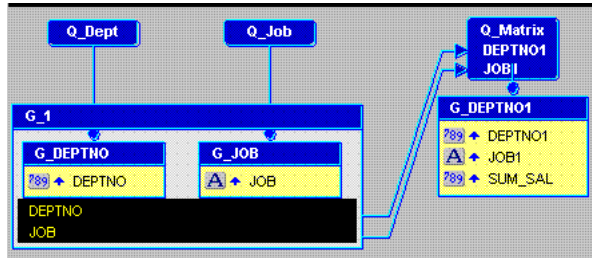 Q_Dept
Q_Job
Q_Matrix
DEPTNO1
JOB1
G_1
G_DEPTNO
789 DEPTNO
G_JOB
A JOB
DEPTNO
JOB
G_DEPTNO1
789 DEPTNO1
A JOB1
789 SUM_SAL